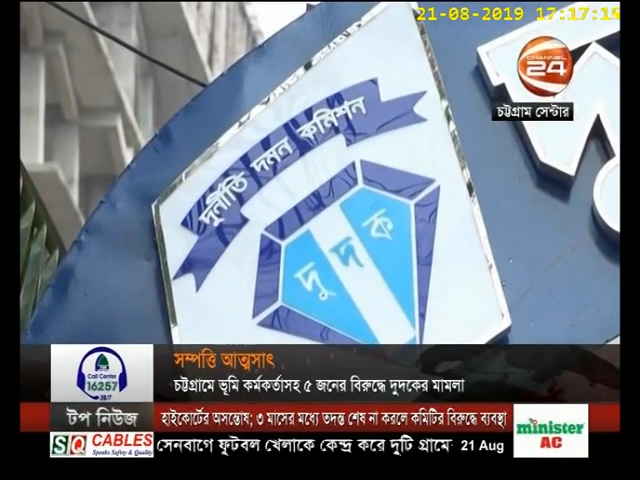 21-08-2019 17:17:15
CHANNEL
24
চট্টগ্রাম সেন্টার
দুর্নীতি দমন কমিশন
দুদক
Call Center
16257
24/7
সম্পত্তি আত্মসাৎ
চট্টগ্রামে ভূমি কর্মকর্তাসহ ৫ জনের বিরুদ্ধে দুদকের মামলা
টপ নিউজ
হাইকোর্টের অসন্তোষ; ৩ মাসের মধ্যে তদন্ত শেষ না করলে কমিটির বিরুদ্ধে ব্যবস্থা
SQ CABLES
Speaks Safety & Quality
সেনবাগে ফুটবল খেলাকে কেন্দ্র করে দুটি গ্রামে
21 Aug
minister
AC